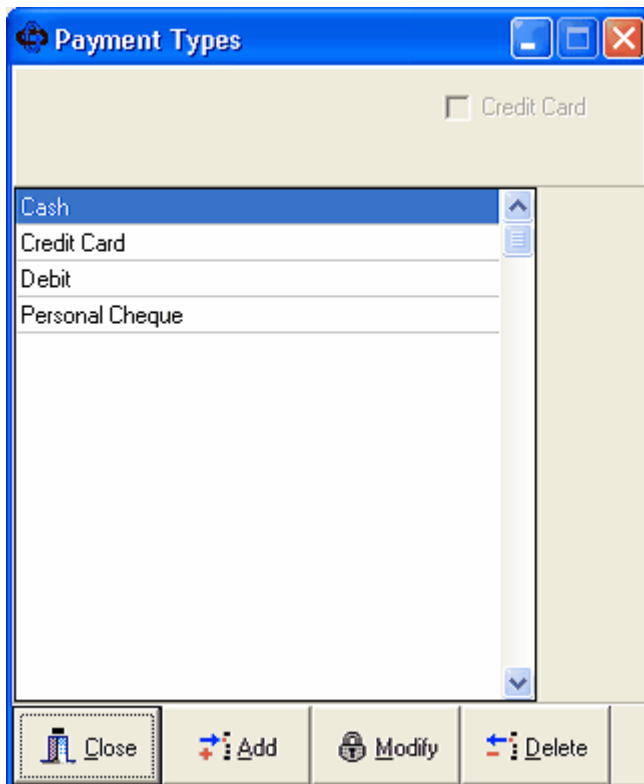 Payment Types
Credit Card
Cash
Credit Card
Debit
Personal Cheque
Close Add Modify Delete